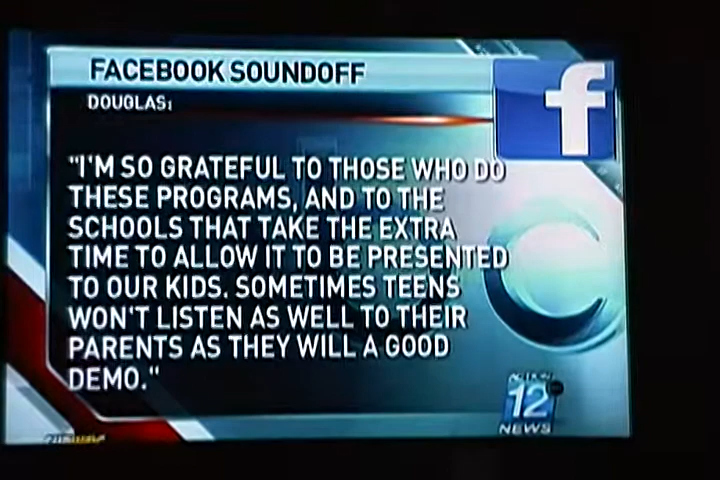 FACEBOOK SOUNDOFF
DOUGLAS:
"I'M SO GRATEFUL TO THOSE WHO DO
THESE PROGRAMS, AND TO THE
SCHOOLS THAT TAKE THE EXTRA
TIME TO ALLOW IT TO BE PRESENTED
TO OUR KIDS. SOMETIMES TEENS
WON'T LISTEN AS WELL TO THEIR
PARENTS AS THEY WILL A GOOD
DEMO."
f
ACTION
12
NEWS